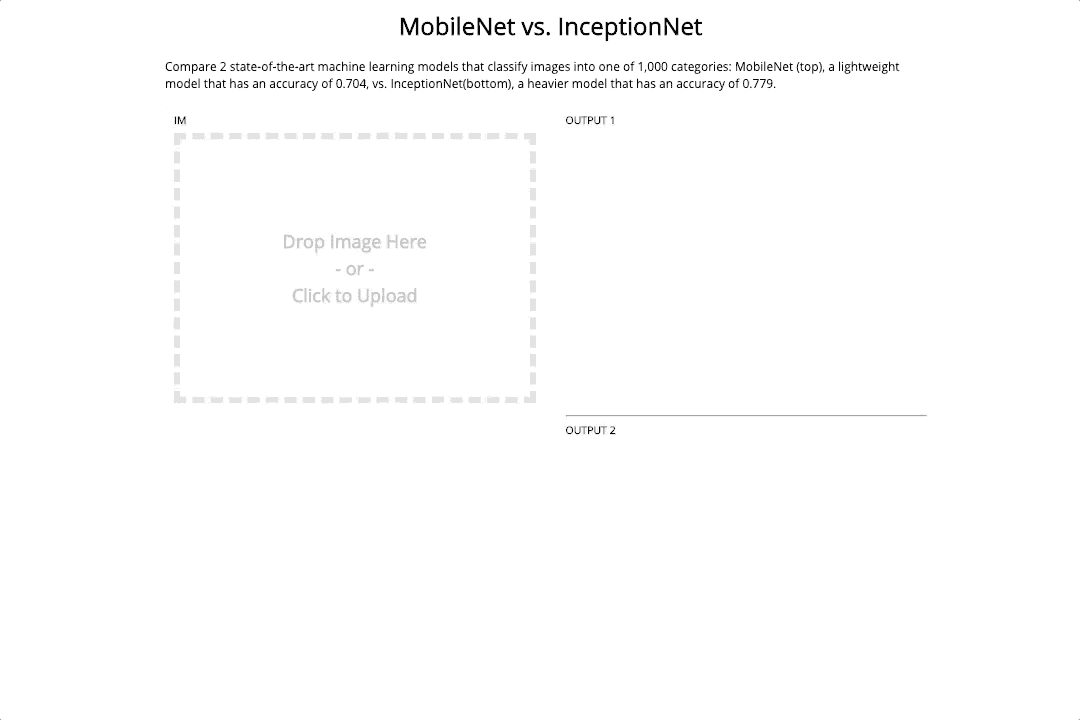 MobileNet vs. InceptionNet
Compare 2 state-of-the-art machine learning models that classify images into one of 1,000 categories: MobileNet (top), a lightweight
model that has an accuracy of 0.704, vs. InceptionNet(bottom), a heavier model that has an accuracy of 0.779.
IM
Drop Image Here
- or -
Click to Upload
OUTPUT 1
OUTPUT 2